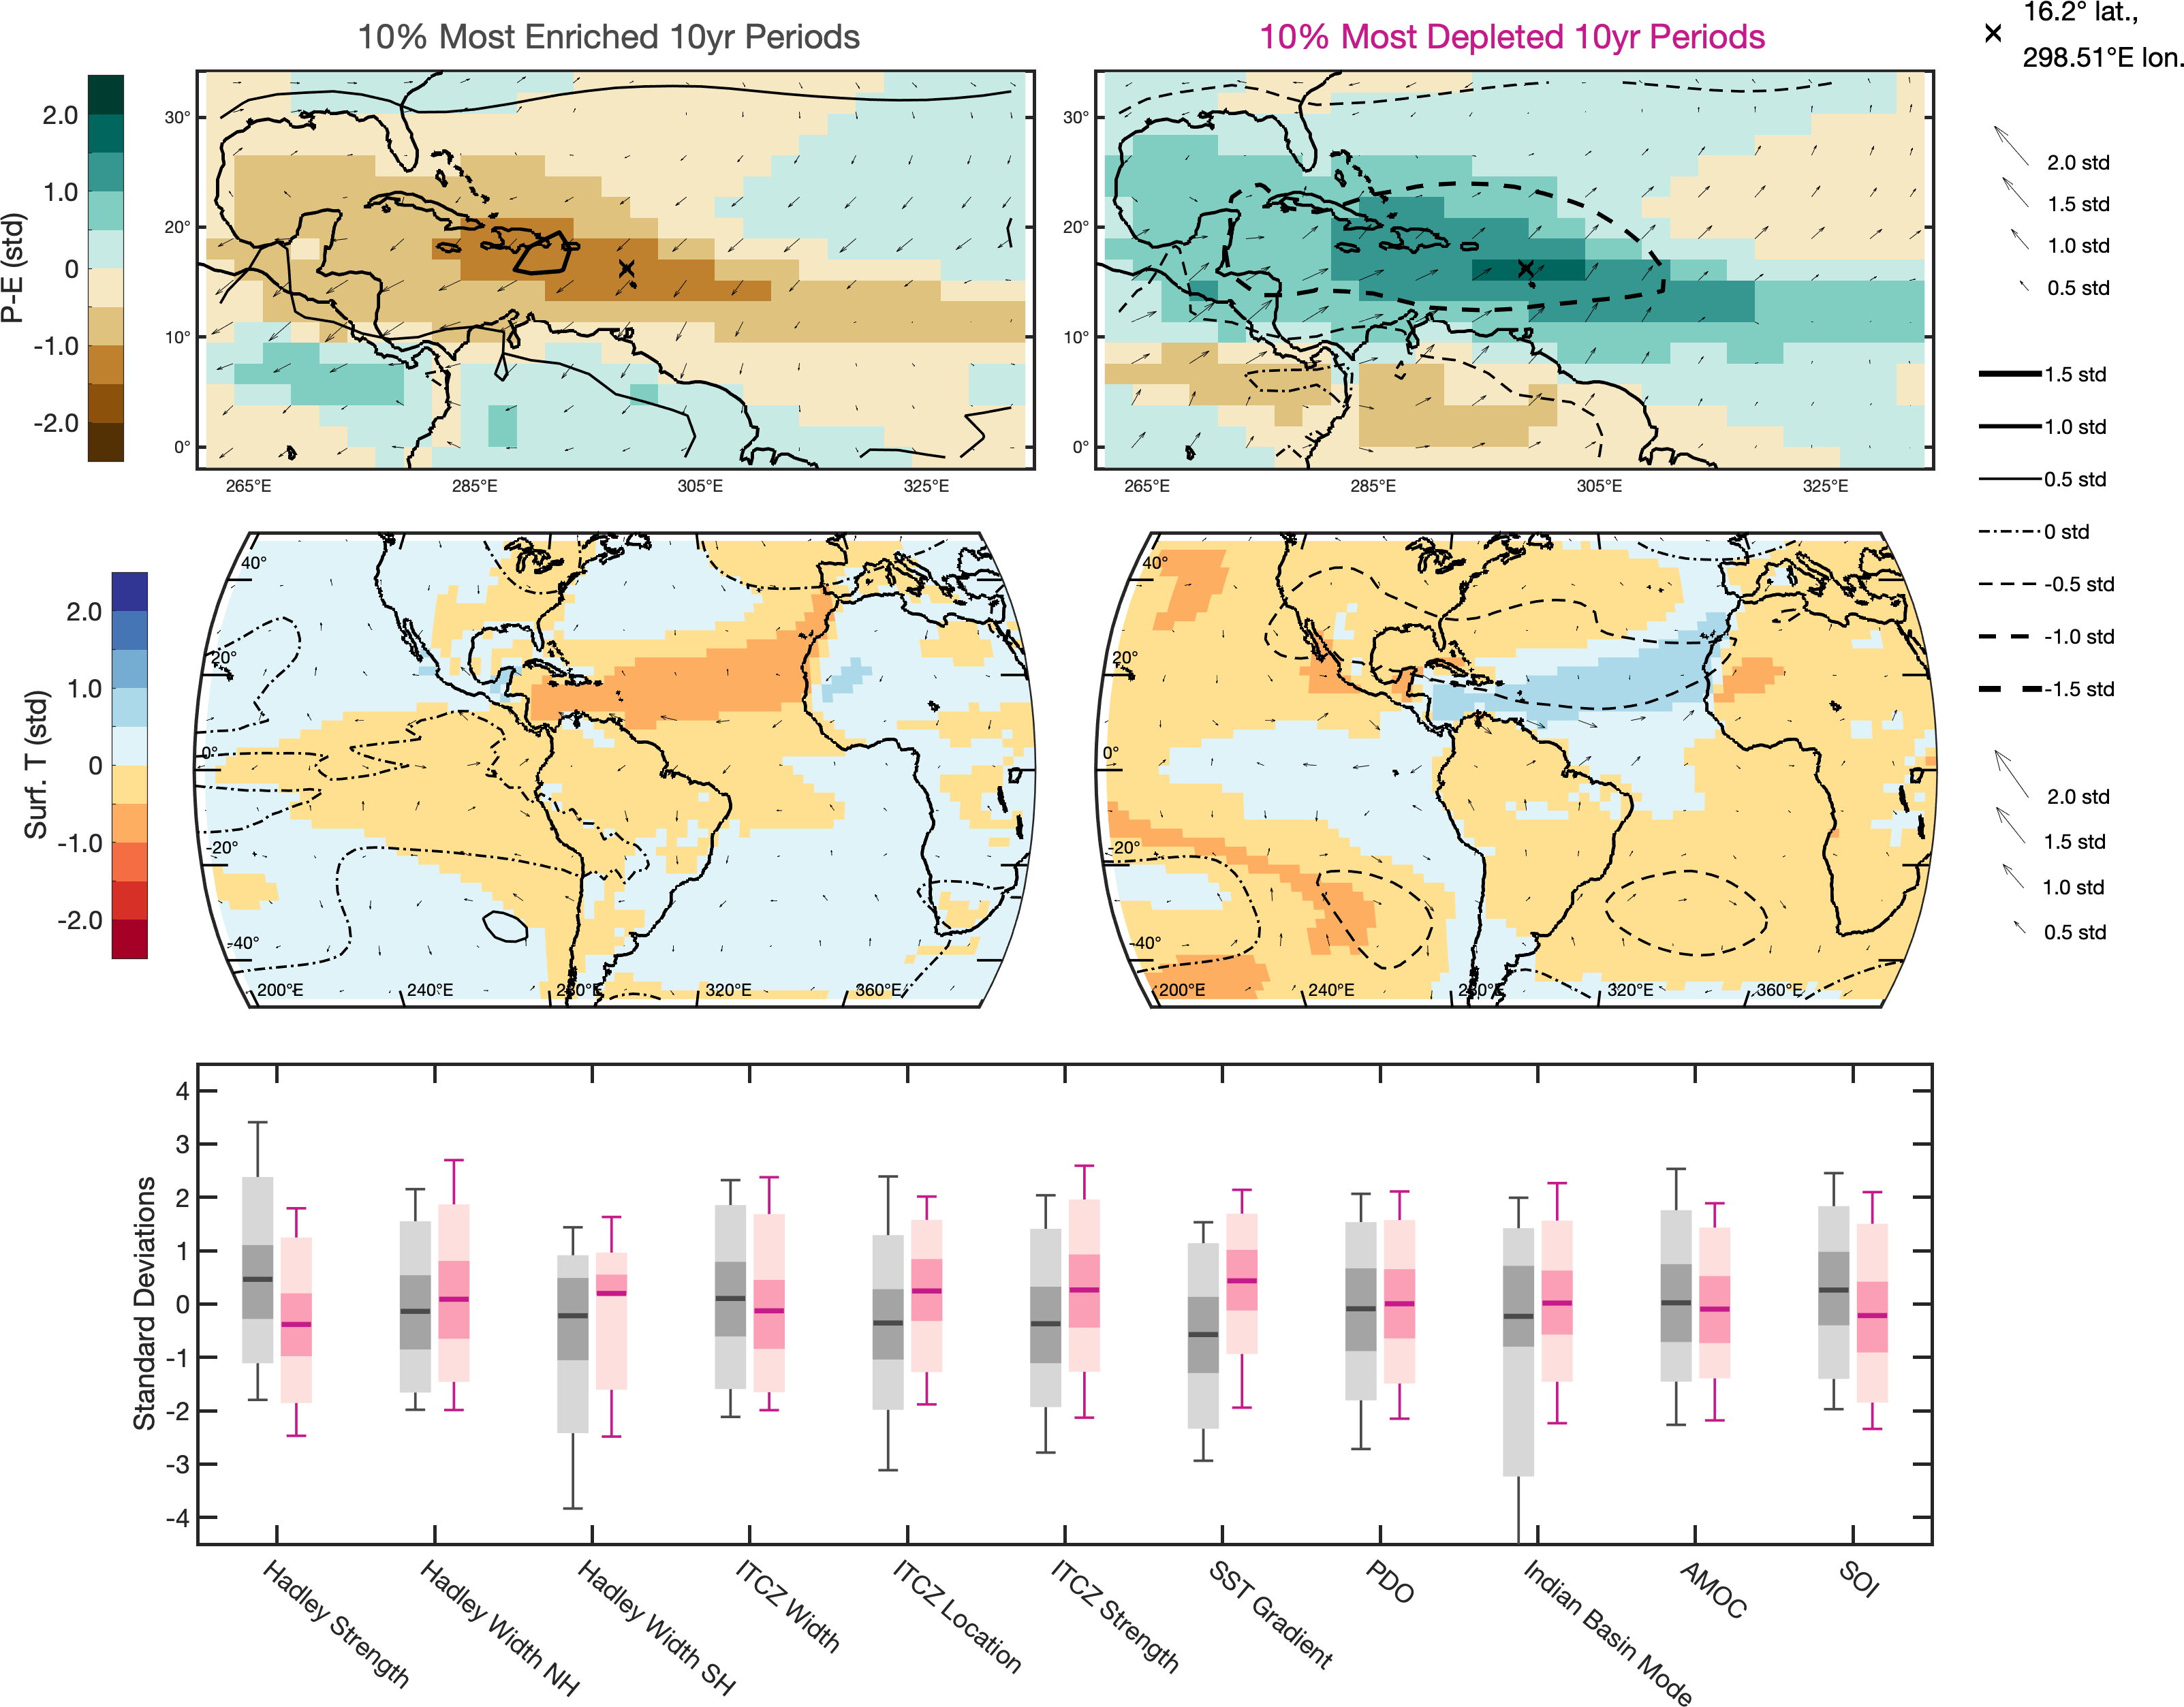 10% Most Enriched 10yr Periods
10% Most Depleted 10yr Periods
16.2° lat.,
298.51°E lon.
P-E (std)
2.0
1.0
0
-1.0
-2.0
30°
20°
10°
0°
265°E
285°E
305°E
325°E
30°
20°
10°
0°
265°E
285°E
305°E
325°E
2.0 std
1.5 std
1.0 std
0.5 std
1.5 std
1.0 std
0.5 std
0 std
-0.5 std
-1.0 std
-1.5 std
Surf. T (std)
2.0
1.0
0
-1.0
-2.0
40°
20°
0°
-20°
-40°
200°E
240°E
280°E
320°E
360°E
40°
20°
0°
-20°
-40°
200°E
240°E
280°E
320°E
360°E
2.0 std
1.5 std
1.0 std
0.5 std
Standard Deviations
4
3
2
1
0
-1
-2
-3
-4
Hadley Strength
Hadley Width NH
Hadley Width SH
ITCZ Width
ITCZ Location
ITCZ Strength
SST Gradient
PDO
Indian Basin Mode
AMOC
SOI